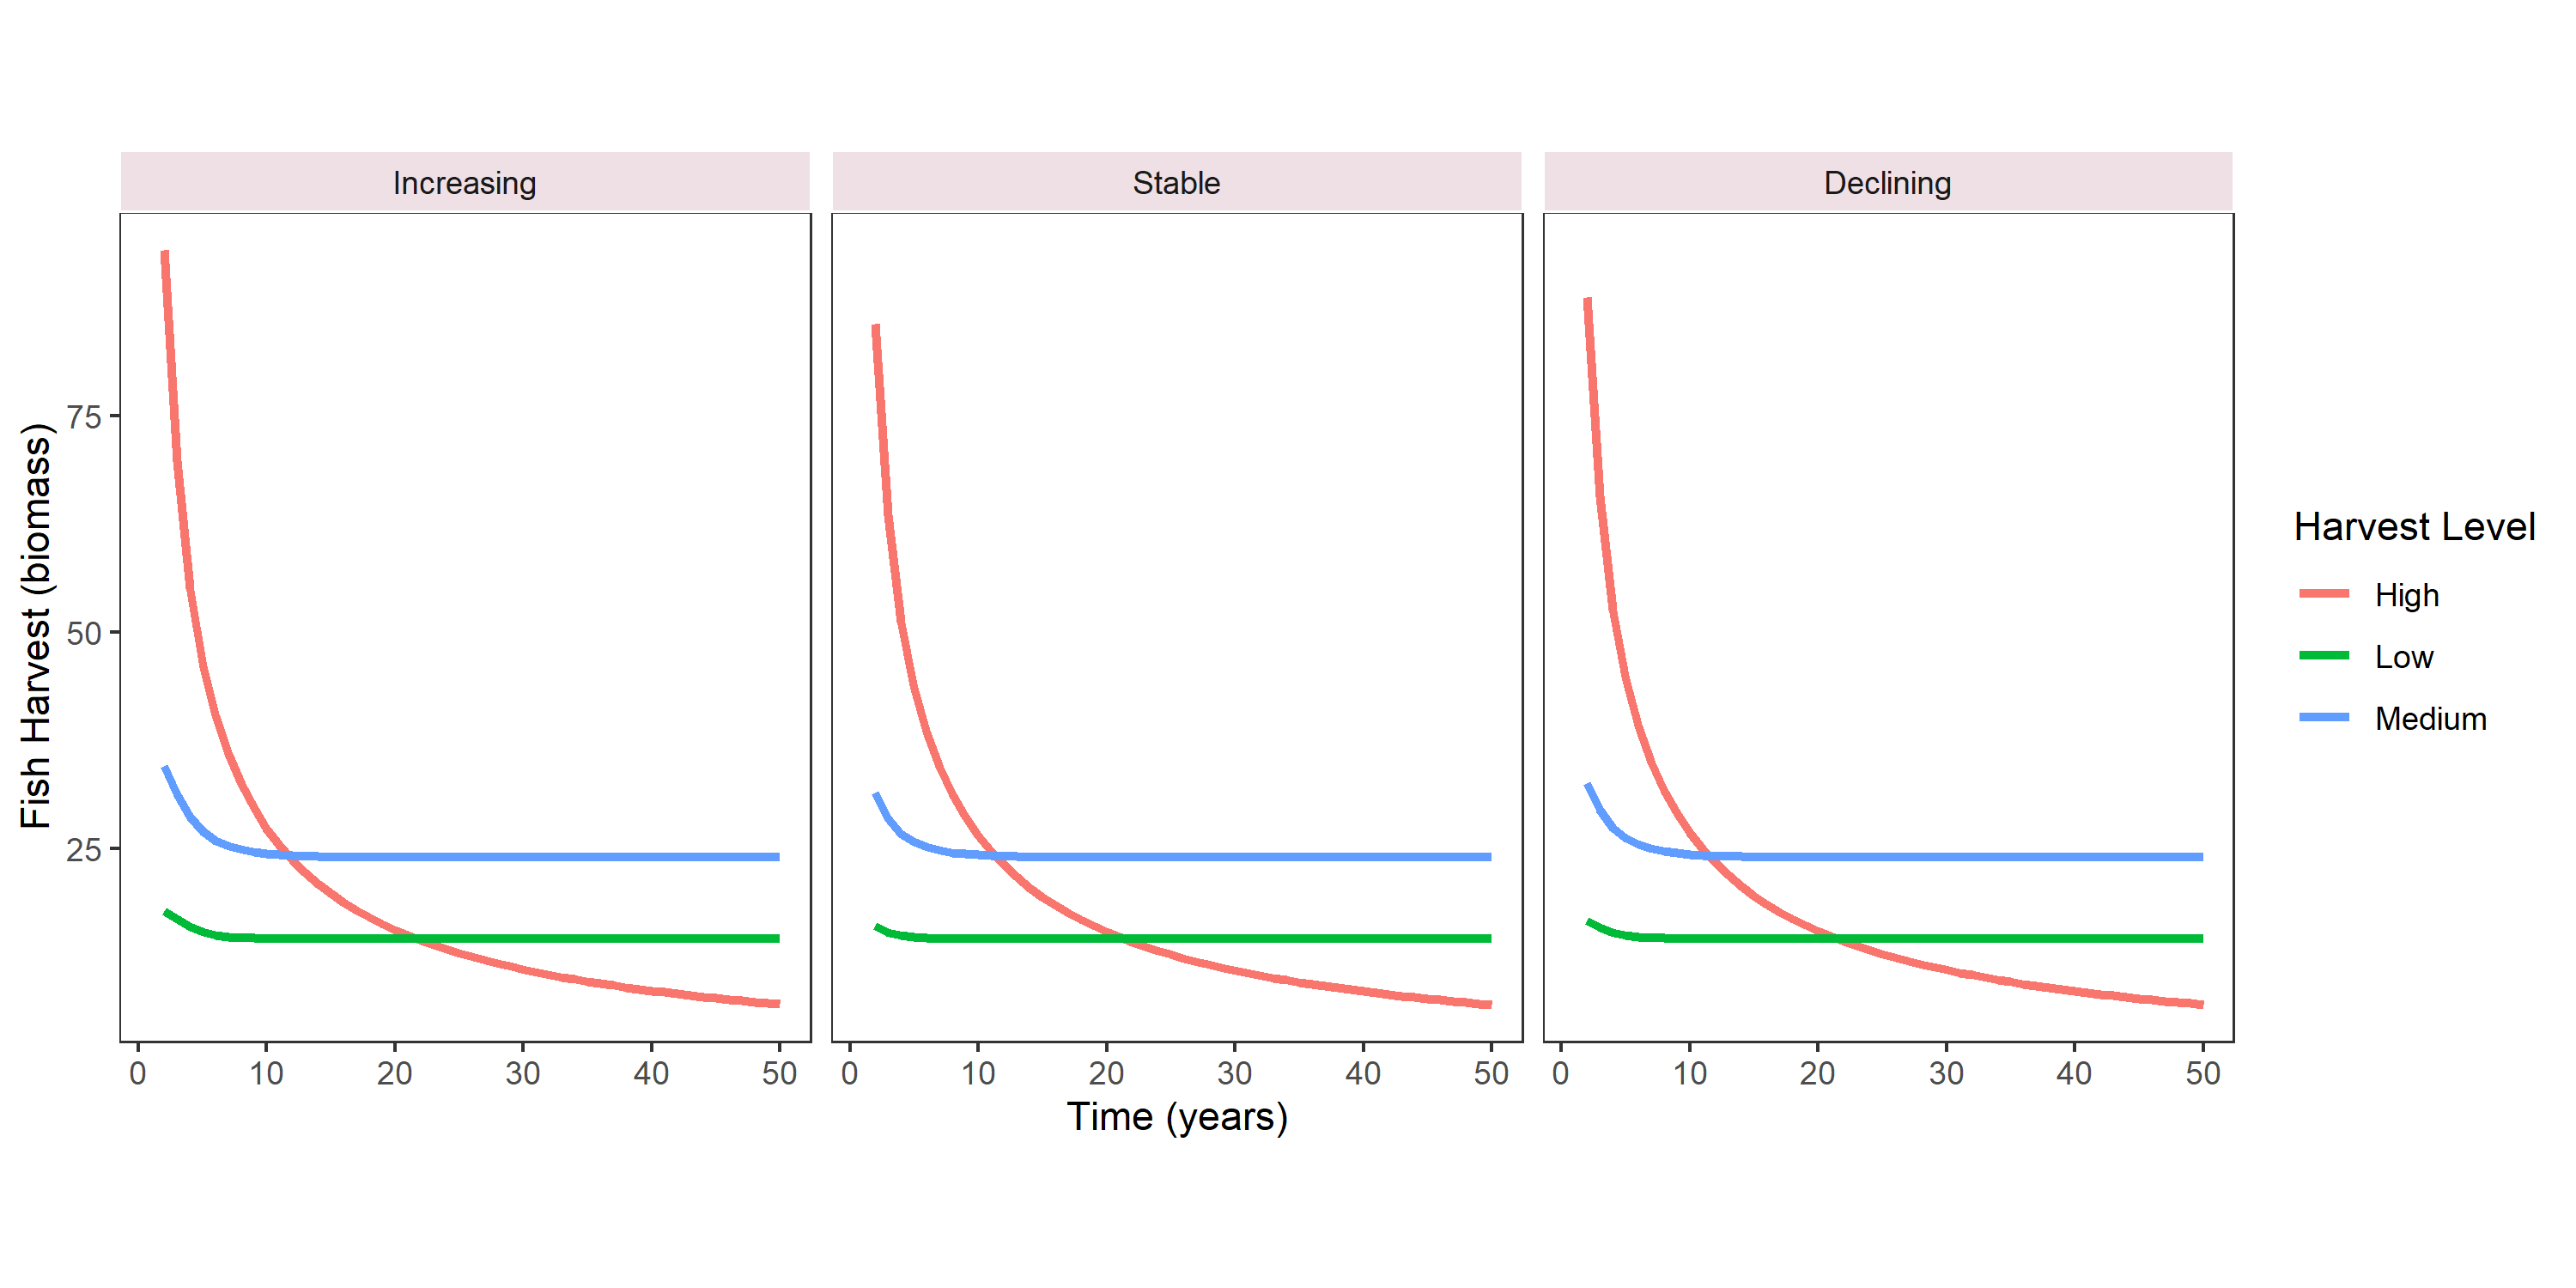 Increasing Stable Declining
Fish Harvest (biomass)
75
50
25
0 10 20 30 40 50 0 10 20 30 40 50 0 10 20 30 40 50
Time (years)
Harvest Level
High
Low
Medium